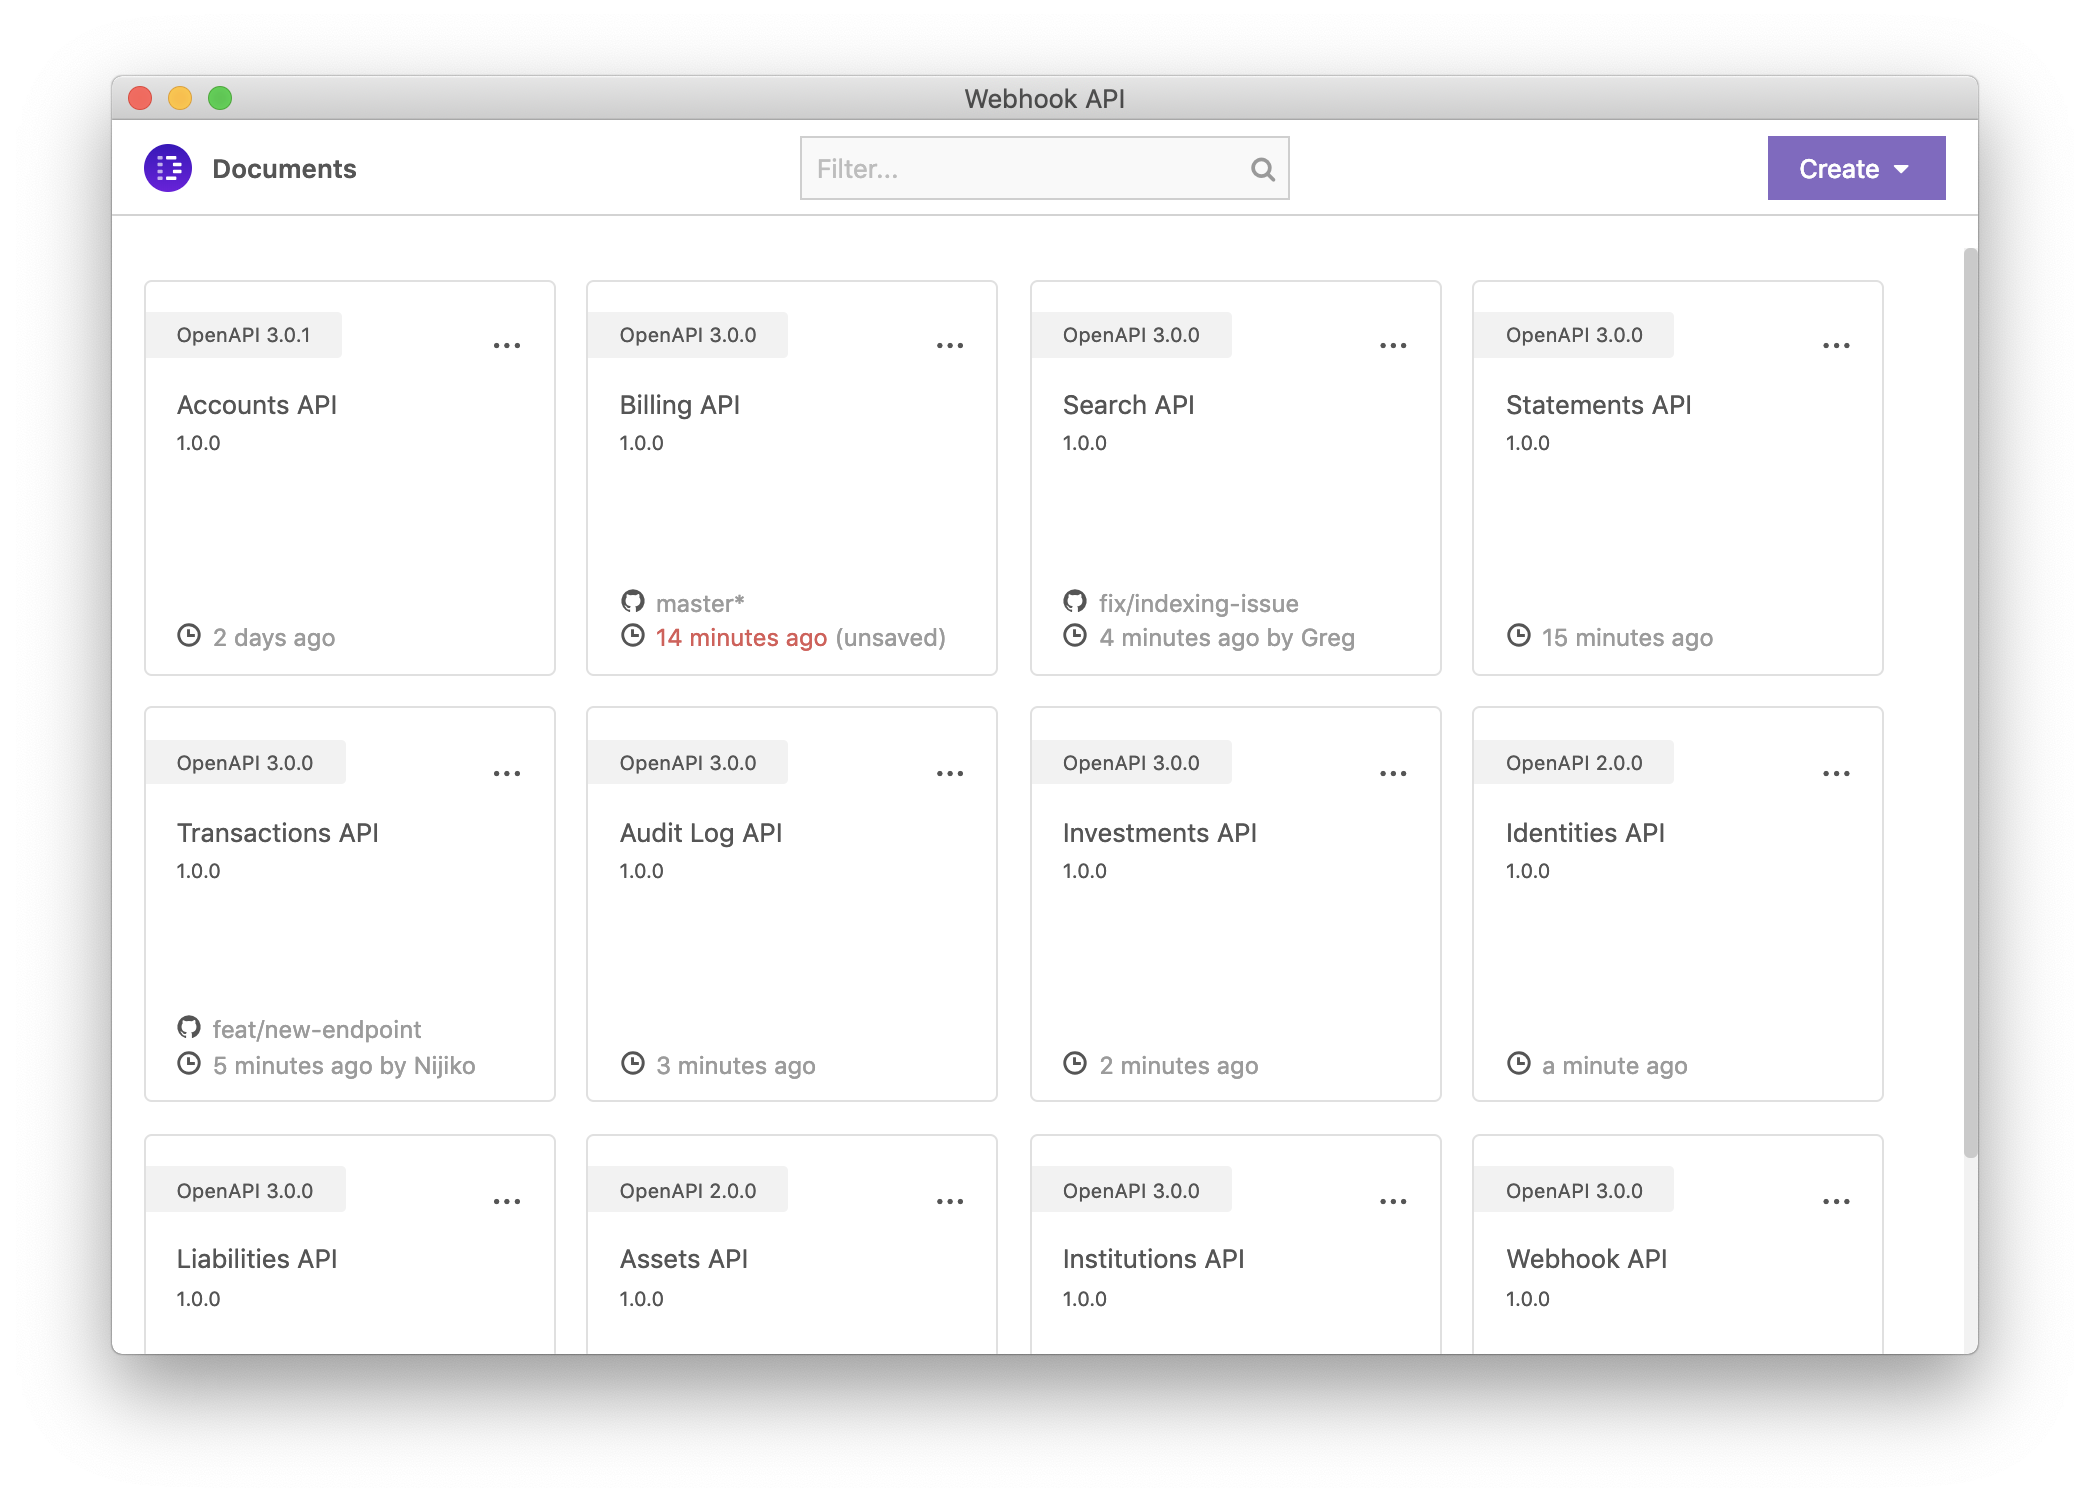 Webhook API
Documents
Filter...
Create
OpenAPI 3.0.1
...
Accounts API
1.0.0
2 days ago
OpenAPI 3.0.0
...
Billing API
1.0.0
master*
14 minutes ago (unsaved)
OpenAPI 3.0.0
...
Search API
1.0.0
fix/indexing-issue
4 minutes ago by Greg
OpenAPI 3.0.0
...
Statements API
1.0.0
15 minutes ago
OpenAPI 3.0.0
...
Transactions API
1.0.0
feat/new-endpoint
5 minutes ago by Nijiko
OpenAPI 3.0.0
...
Audit Log API
1.0.0
3 minutes ago
OpenAPI 3.0.0
...
Investments API
1.0.0
2 minutes ago
OpenAPI 2.0.0
...
Identities API
1.0.0
a minute ago
OpenAPI 3.0.0
...
Liabilities API
1.0.0
OpenAPI 2.0.0
...
Assets API
1.0.0
OpenAPI 3.0.0
...
Institutions API
1.0.0
OpenAPI 3.0.0
...
Webhook API
1.0.0